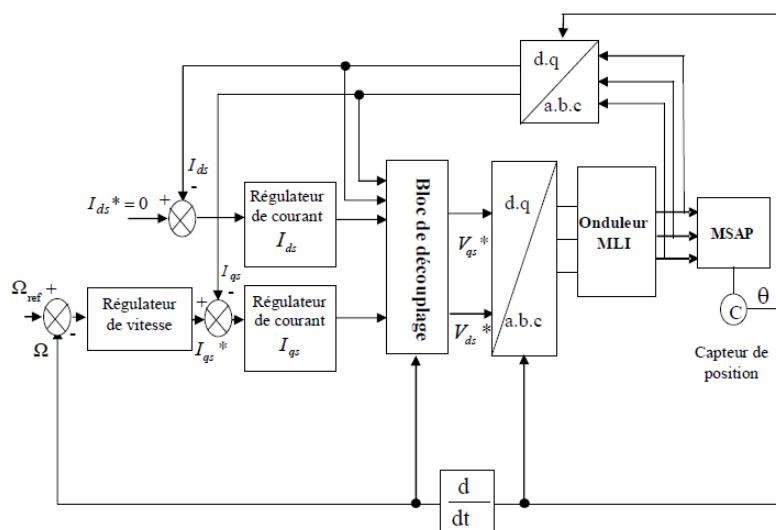 d.q
a.b.c
I_ds
-
I_ds* = 0
+
Régulateur
de courant
I_ds
Bloc de découplage
V_qs*
V_ds*
d.q
a.b.c
Onduleur
MLI
MSAP
I_qs
-
Ω_ref
+
-
Ω
Régulateur
de vitesse
+
I_qs*
Régulateur
de courant
I_qs
C
θ
Capteur de
position
d
dt